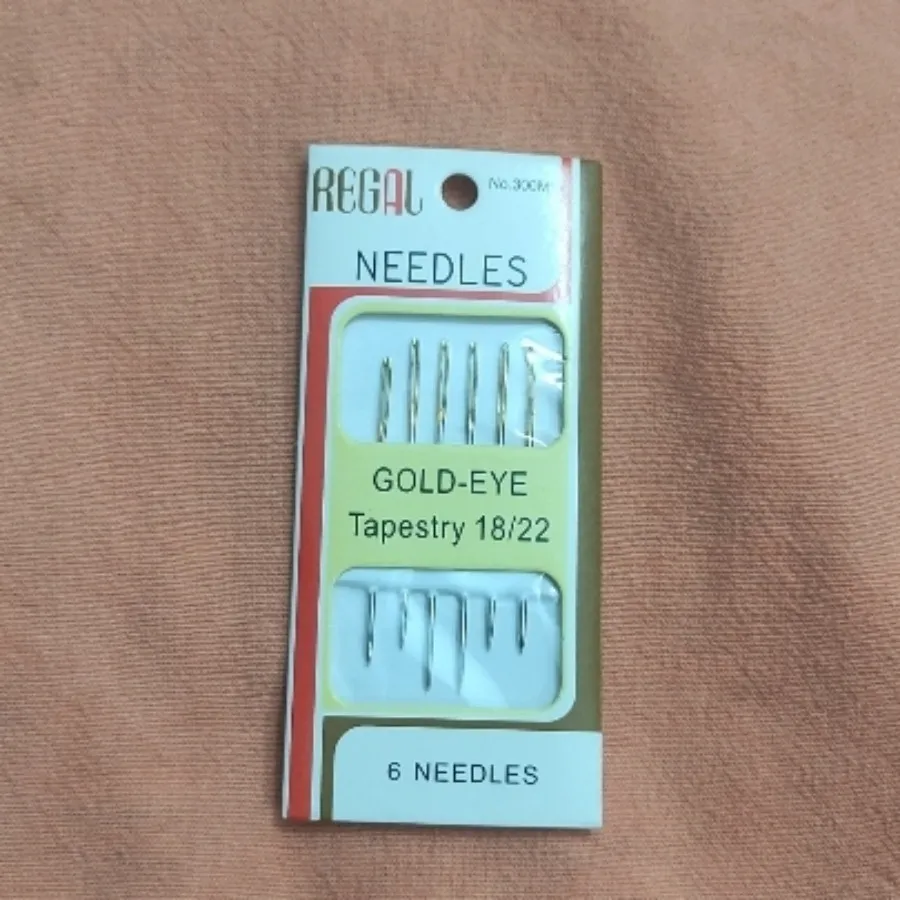 REGAL
No.300M
NEEDLES
GOLD-EYE
Tapestry 18/22
6 NEEDLES